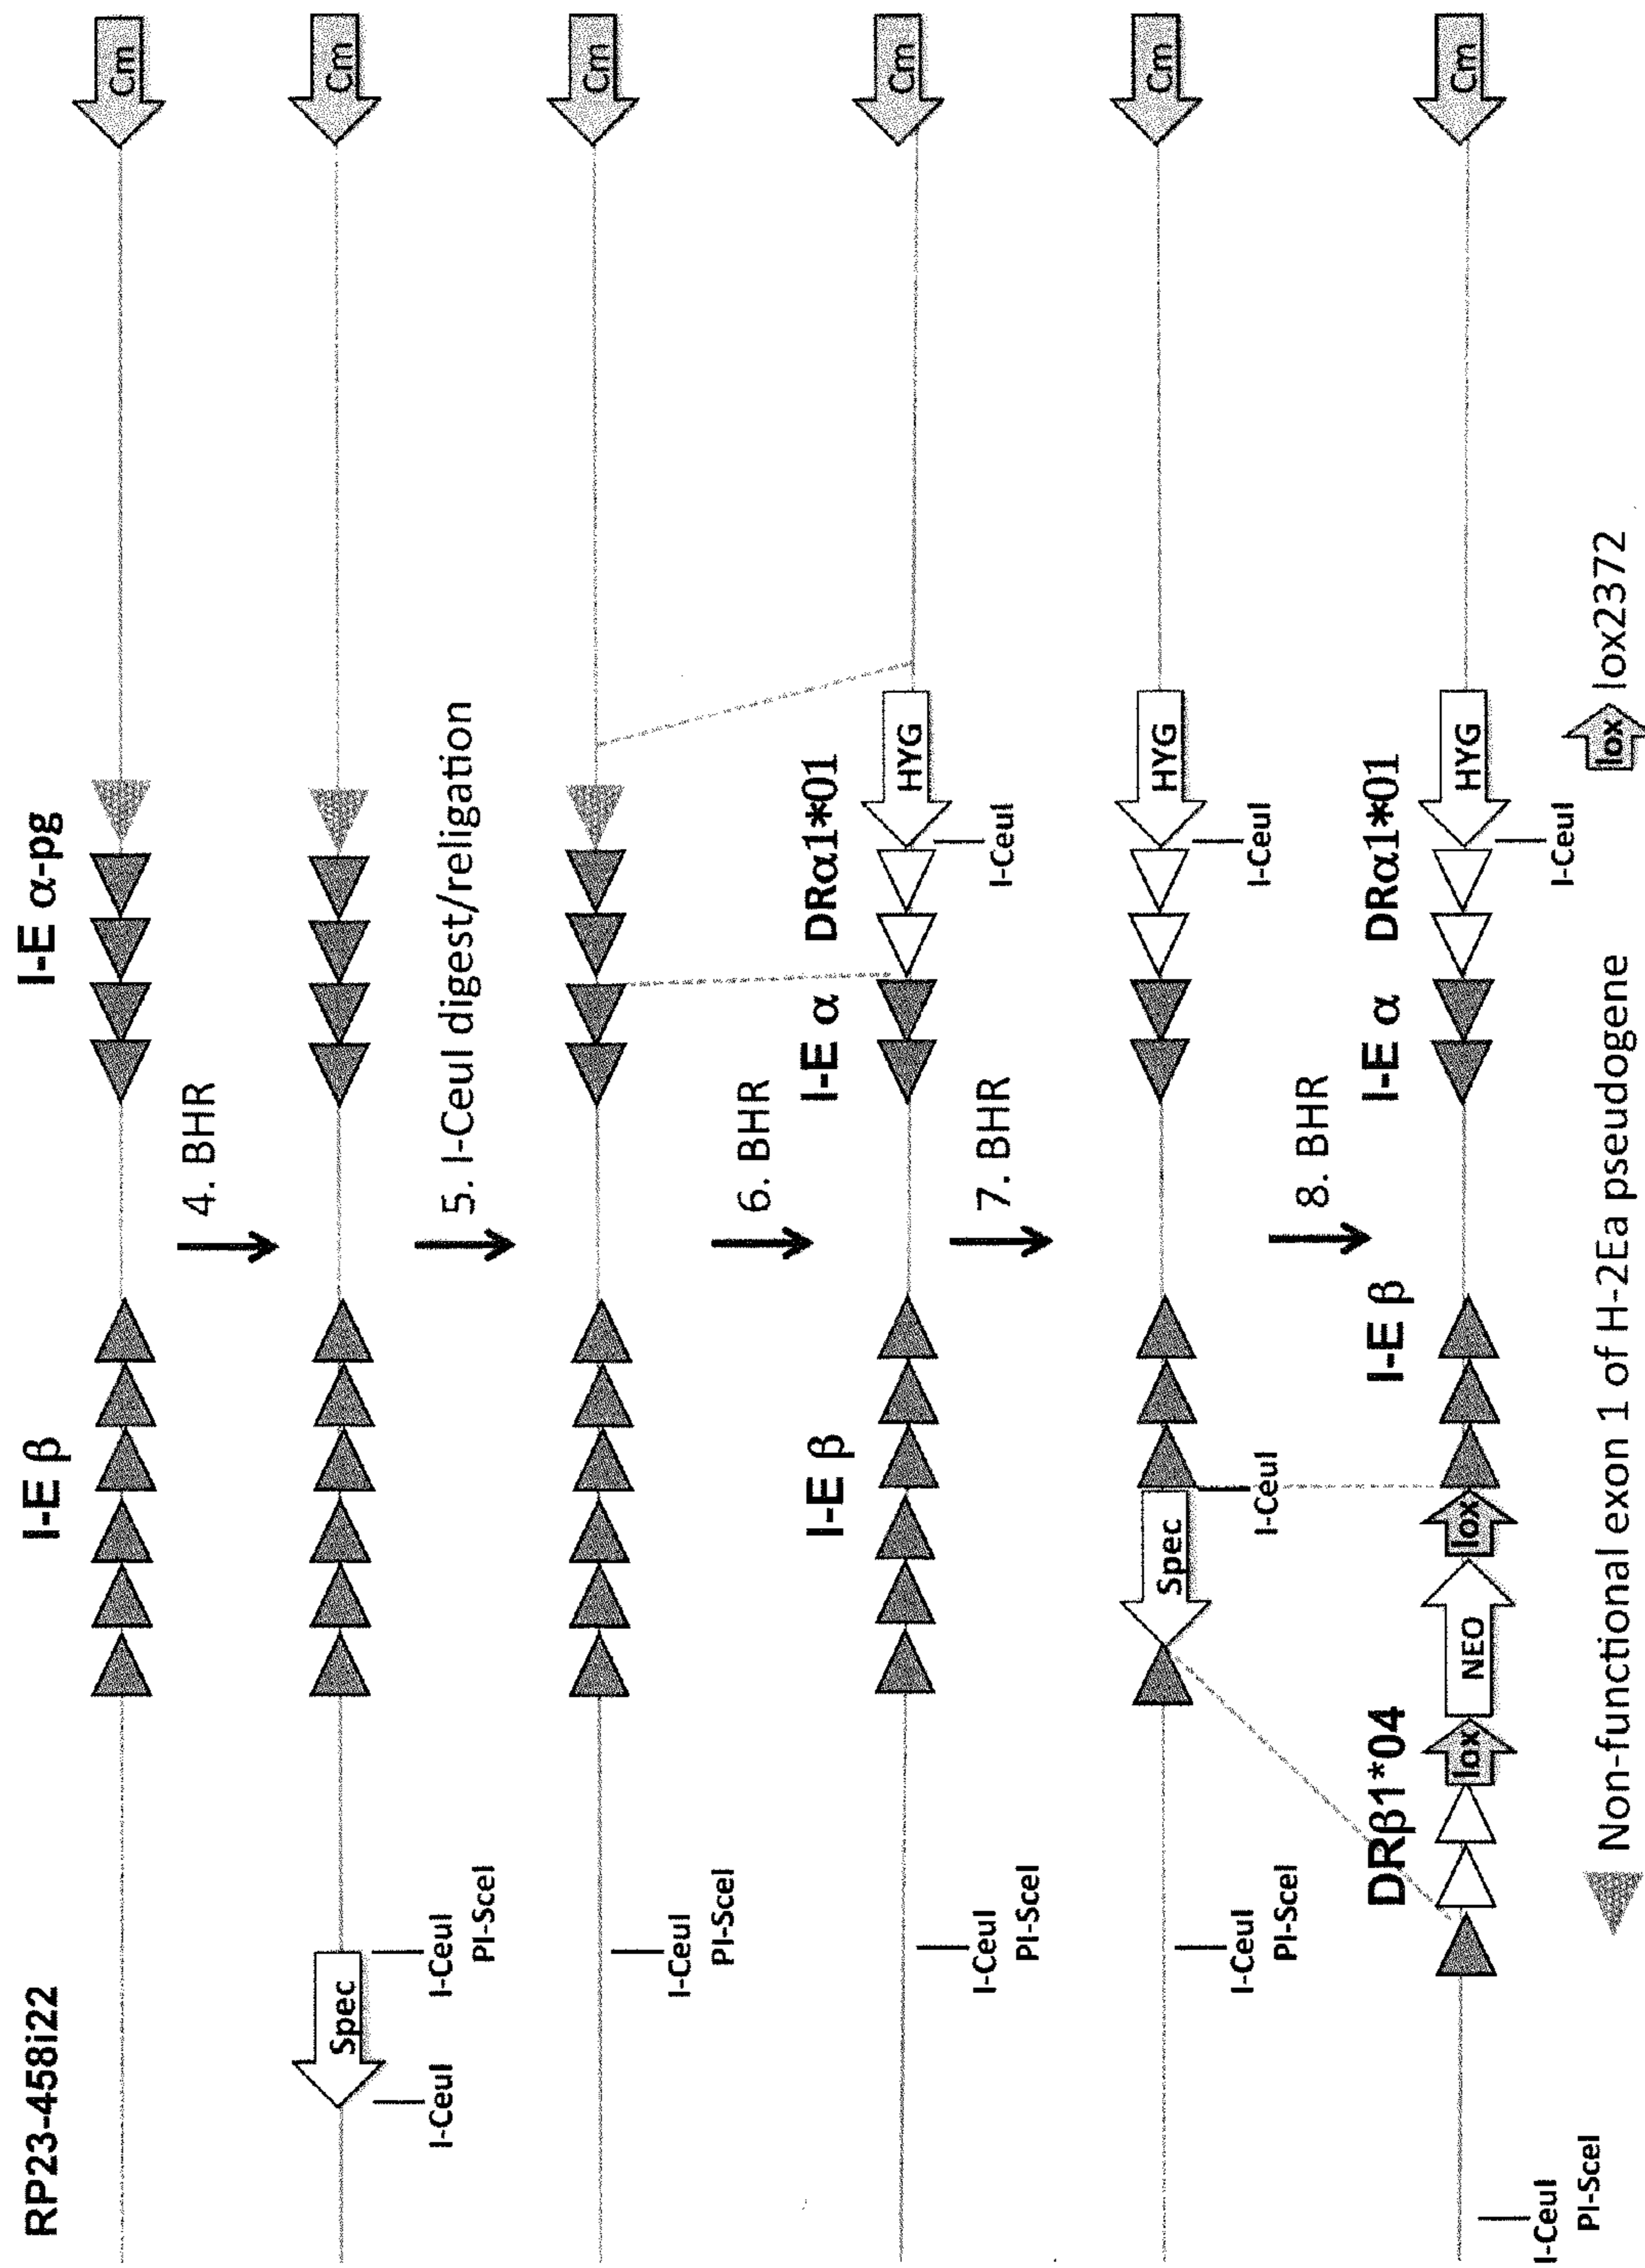 RP23-458i22
I-E β
I-E α-pg
Cm
4. BHR
Spec
Cm
I-CeuI
I-CeuI
PI-SceI
5. I-CeuI digest/religation
Cm
I-CeuI
PI-SceI
6. BHR
I-E β
I-E α DRα1*01
HYG
Cm
I-CeuI
PI-SceI
I-CeuI
7. BHR
Spec
HYG
Cm
I-CeuI
PI-SceI
I-CeuI
I-CeuI
8. BHR
DRβ1*04
I-E β
I-E α DRα1*01
lox
NEO
lox
HYG
Cm
I-CeuI
PI-SceI
I-CeuI
Non-functional exon 1 of H-2Ea pseudogene
lox lox2372